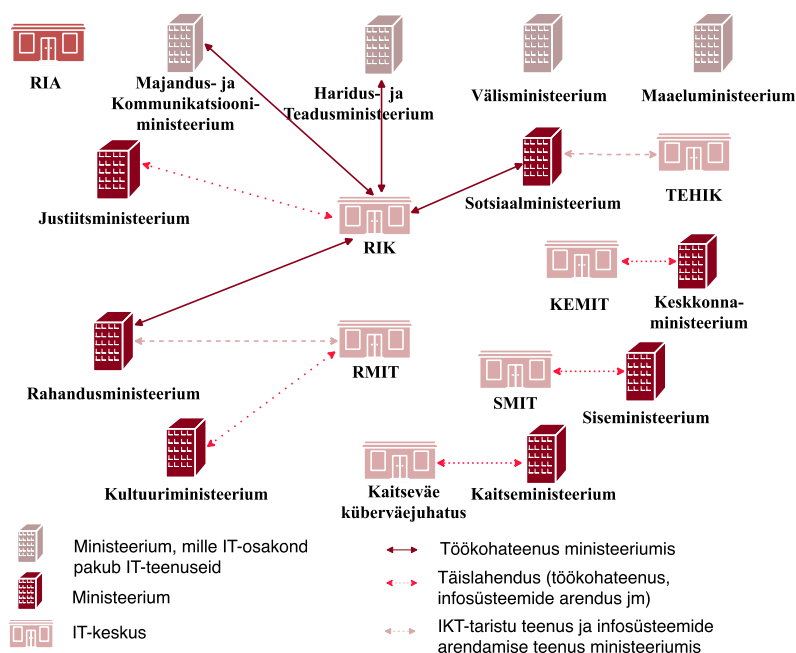 RIA
Majandus- ja
Kommunikatsiooni-
ministeerium
Haridus- ja
Teadusministeerium
Välisministeerium
Maaeluministeerium
Justiitsministeerium
RIK
Sotsiaalministeerium
TEHIK
KEMIT
Keskkonna-
ministeerium
Rahandusministeerium
RMIT
SMIT
Siseministeerium
Kultuuriministeerium
Kaitseväe
küberväejuhatus
Kaitseministeerium
Ministeerium, mille IT-osakond
pakub IT-teenuseid
Ministeerium
IT-keskus
Töökohateenus ministeeriumis
Täislahendus (töökohateenus,
infosüsteemide arendus jm)
IKT-taristu teenus ja infosüsteemide
arendamise teenus ministeeriumis